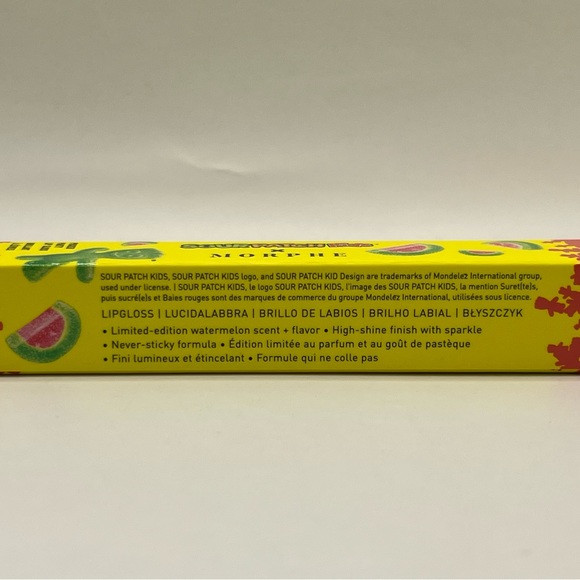 SOUR PATCH KIDS
X
MORPHE
SOUR PATCH KIDS, SOUR PATCH KIDS logo, and SOUR PATCH KID Design are trademarks of Mondelēz International group,
used under license. | SOUR PATCH KIDS, le logo SOUR PATCH KIDS, l'image des SOUR PATCH KIDS, la mention Suret(e)s,
puis sucré(e)s et Baies rouges sont des marques de commerce du groupe Mondelēz International, utilisées sous licence.
LIPGLOSS | LUCIDALABBRA | BRILLO DE LABIOS | BRILHO LABIAL | BŁYSZCZYK
• Limited-edition watermelon scent + flavor • High-shine finish with sparkle
• Never-sticky formula • Édition limitée au parfum et au goût de pastèque
• Fini lumineux et étincelant • Formule qui ne colle pas